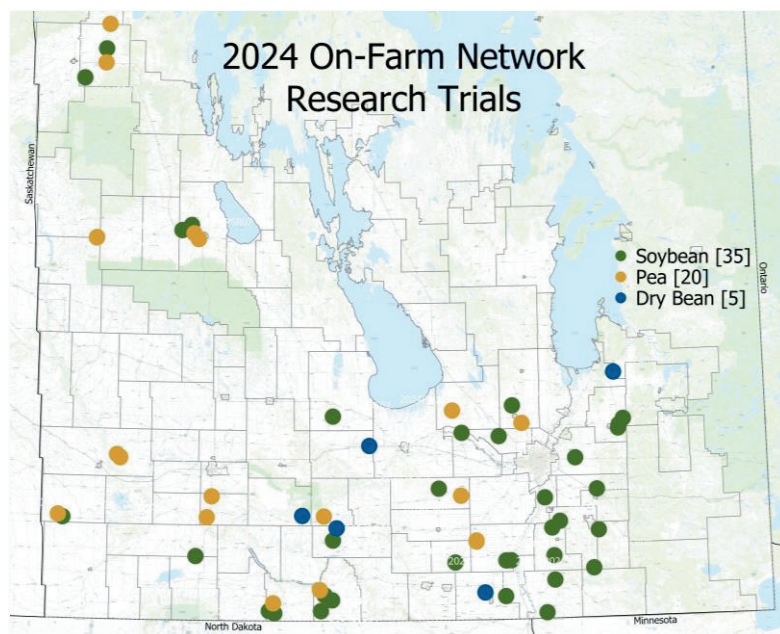 2024 On-Farm Network
Research Trials
Saskatchewan
Ontario
Soybean [35]
Pea [20]
Dry Bean [5]
North Dakota
Minnesota